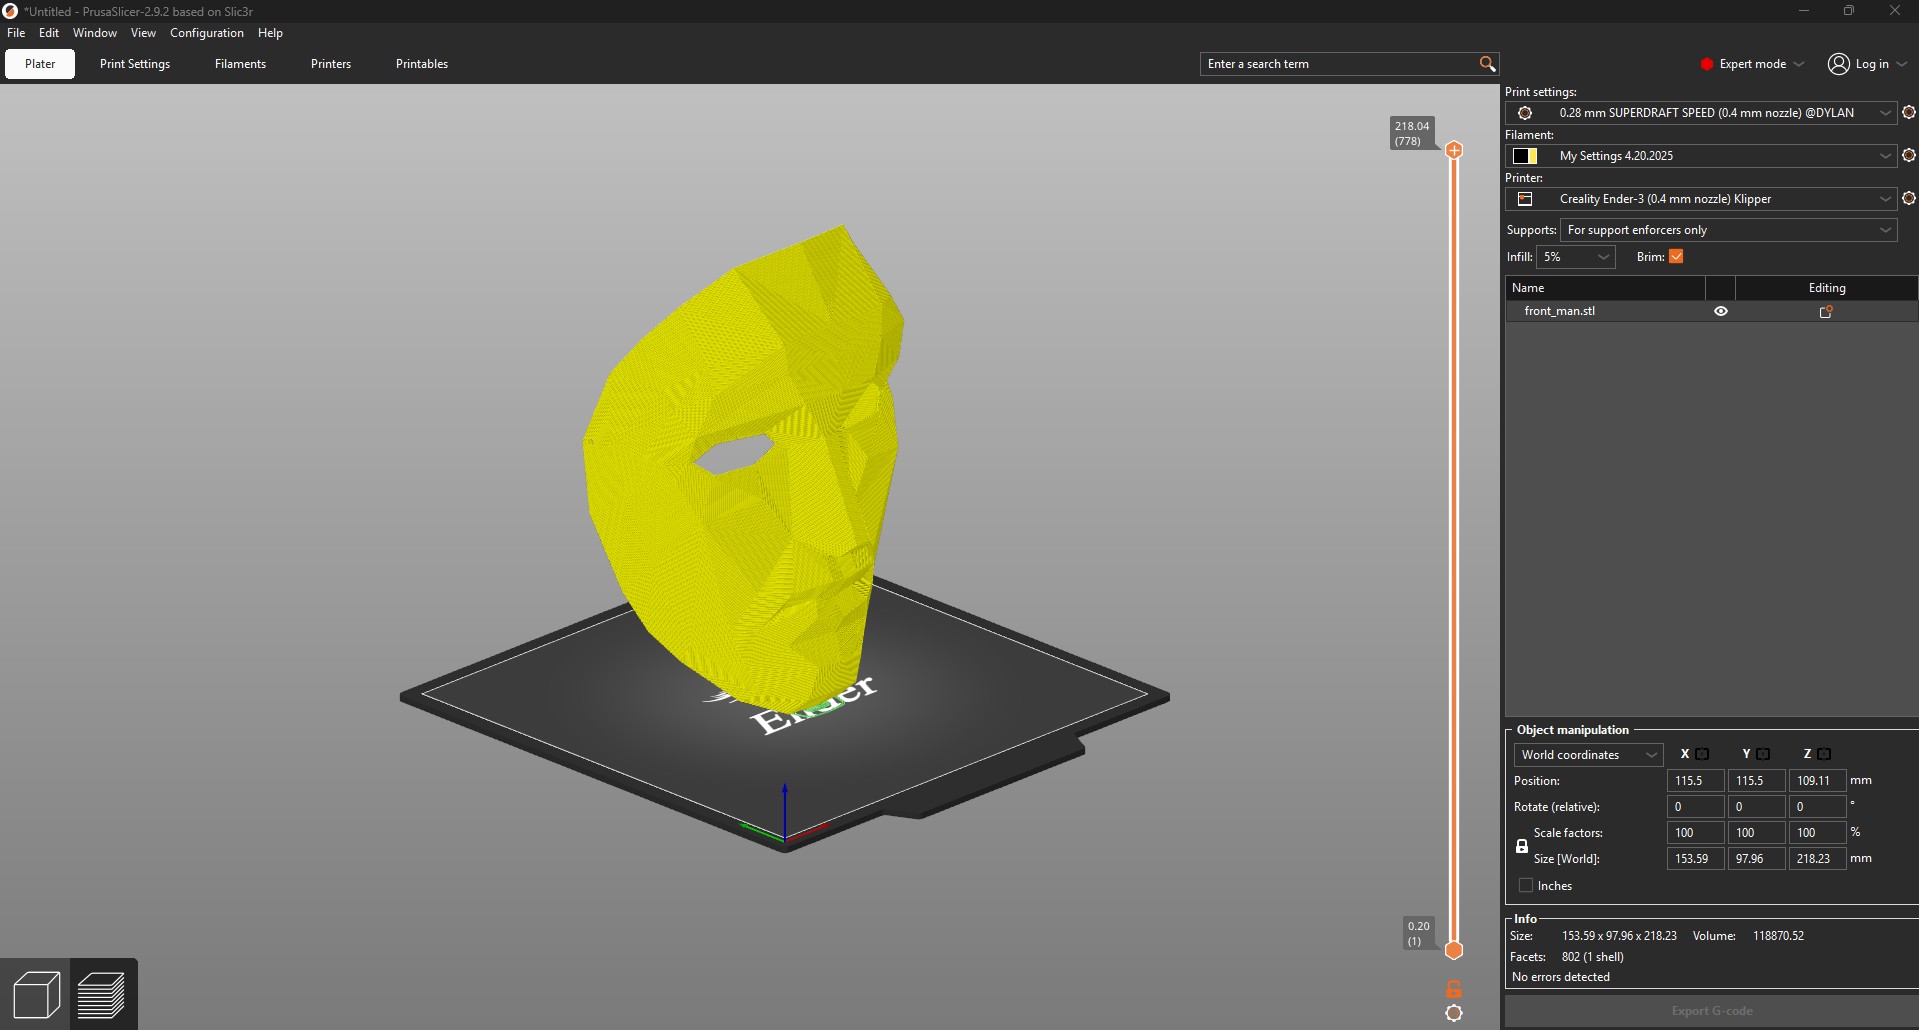 *Untitled - PrusaSlicer-2.9.2 based on Slic3r
File Edit Window View Configuration Help
Plater Print Settings Filaments Printers Printables Enter a search term Expert mode Log in
Print settings:
0.28 mm SUPERDRAFT SPEED (0.4 mm nozzle) @DYLAN
Filament:
My Settings 4.20.2025
Printer:
Creality Ender-3 (0.4 mm nozzle) Klipper
Supports: For support enforcers only
Infill: 5% Brim:
Name Editing
front_man.stl
218.04
(778)
Ender
0.20
(1)
Object manipulation
World coordinates X Y Z
Position: 115.5 115.5 109.11 mm
Rotate (relative): 0 0 0 °
Scale factors: 100 100 100 %
Size [World]: 153.59 97.96 218.23 mm
Inches
Info
Size: 153.59 x 97.96 x 218.23 Volume: 118870.52
Facets: 802 (1 shell)
No errors detected
Export G-code